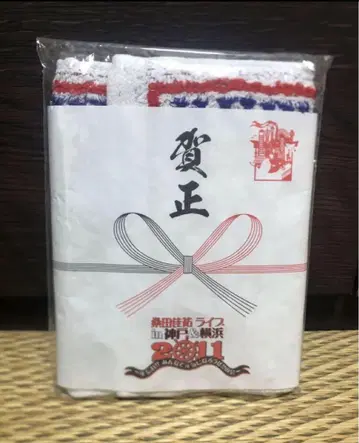 賀正
桑田佳祐 ライブ
in 神戸&横浜
2011